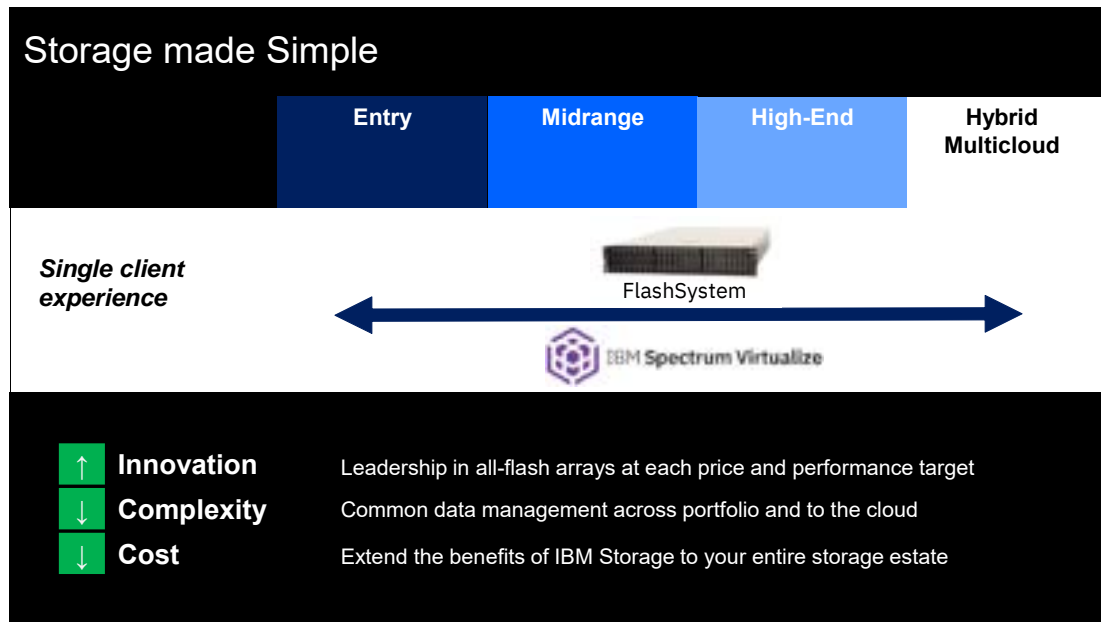 Storage made Simple
Entry
Midrange
High-End
Hybrid
Multicloud
Single client
experience
FlashSystem
IBM Spectrum Virtualize
↑ Innovation Leadership in all-flash arrays at each price and performance target
↓ Complexity Common data management across portfolio and to the cloud
↓ Cost Extend the benefits of IBM Storage to your entire storage estate